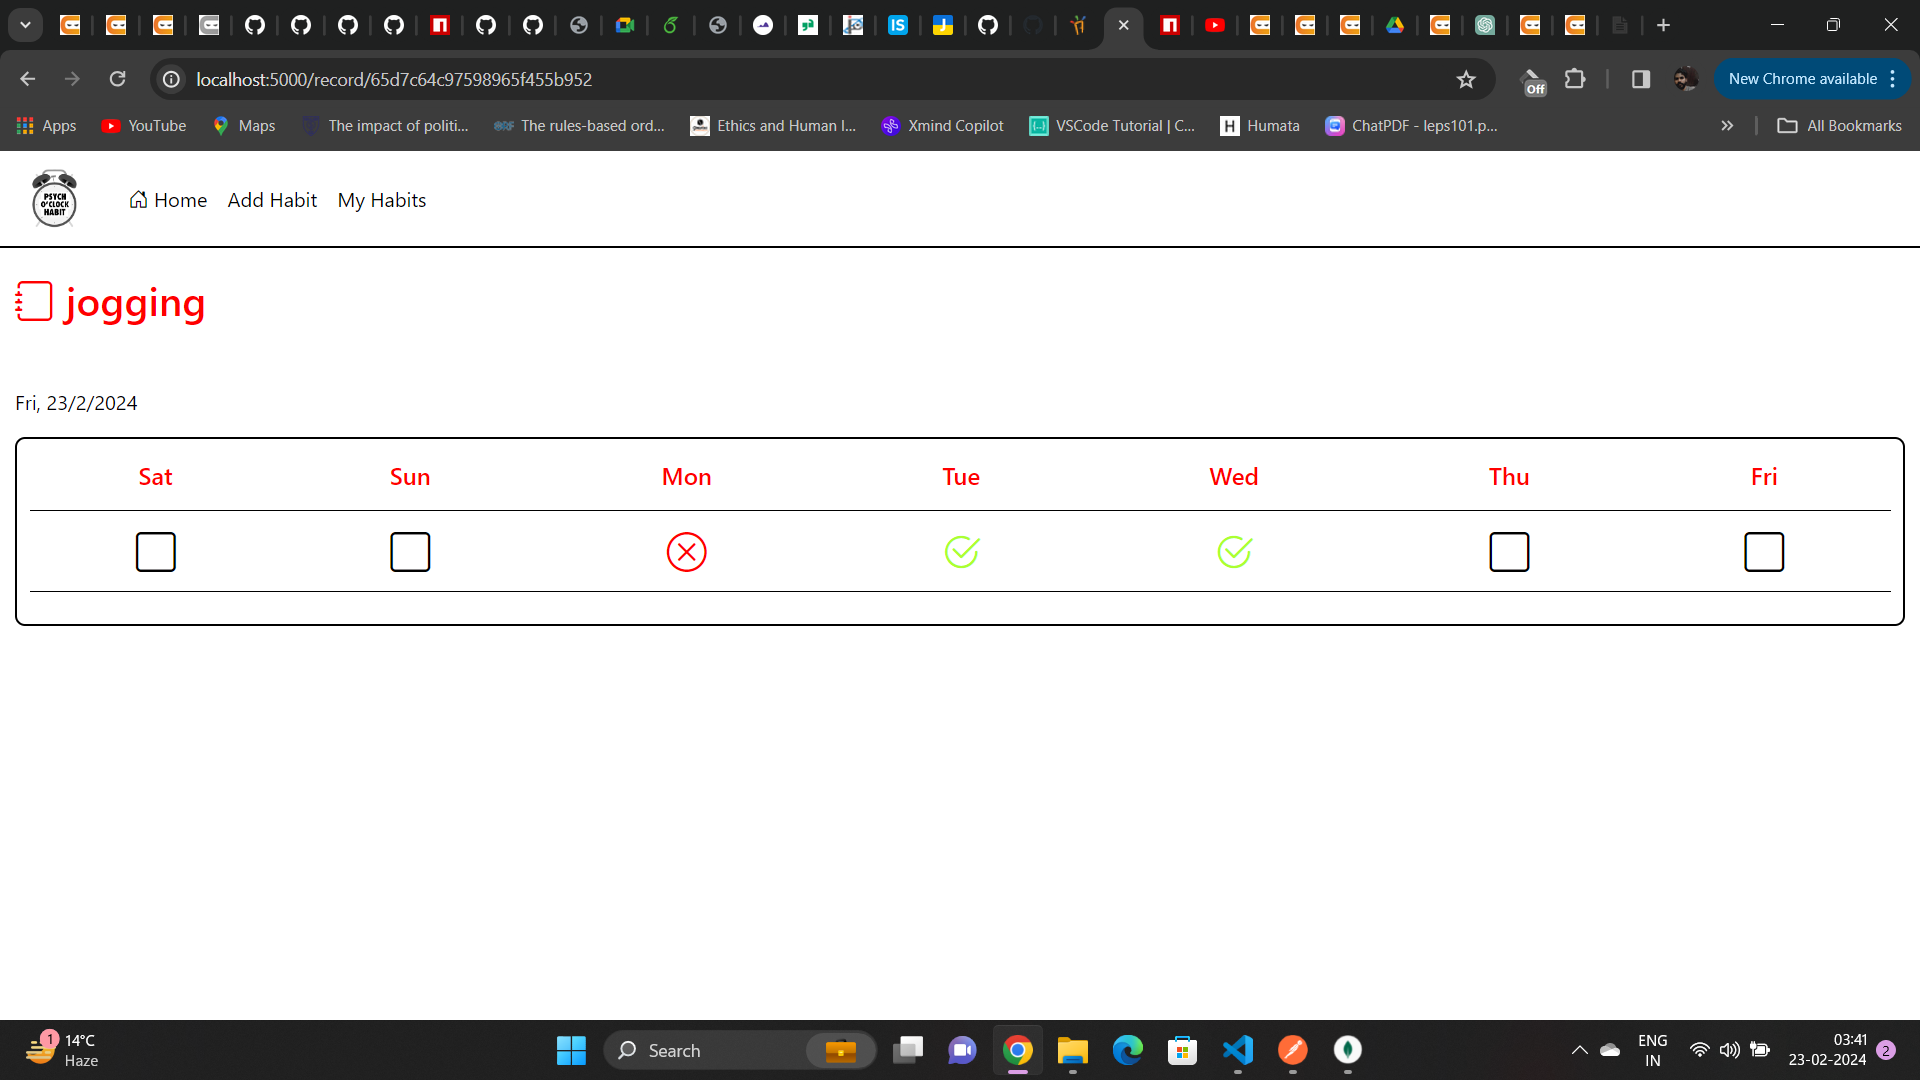 localhost:5000/record/65d7c64c97598965f455b952
Off
New Chrome available
Apps
YouTube
Maps
The impact of politi...
The rules-based ord...
Ethics and Human I...
Xmind Copilot
VSCode Tutorial | C...
H Humata
ChatPDF - leps101.p...
All Bookmarks
PSYCH
O'CLOCK
HABIT
Home
Add Habit
My Habits
jogging
Fri, 23/2/2024
Sat Sun Mon Tue Wed Thu Fri
1
14°C
Haze
Search
ENG
IN
03:41
23-02-2024
2